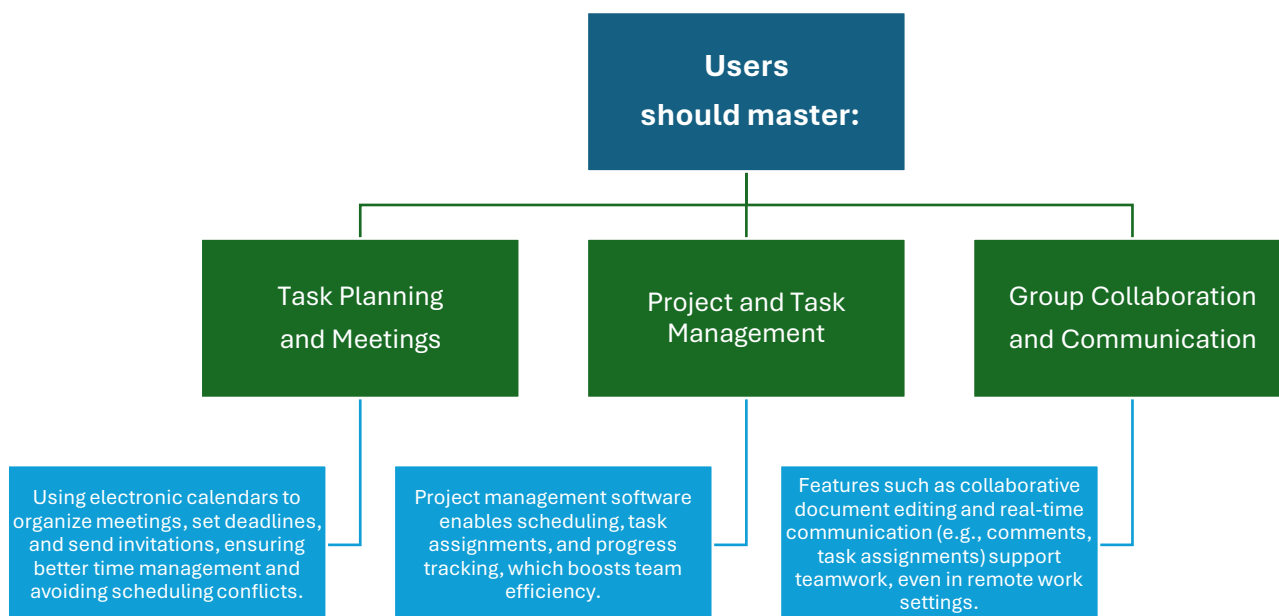 Users
should master:
Task Planning
and Meetings
Project and Task
Management
Group Collaboration
and Communication
Using electronic calendars to
organize meetings, set deadlines,
and send invitations, ensuring
better time management and
avoiding scheduling conflicts.
Project management software
enables scheduling, task
assignments, and progress
tracking, which boosts team
efficiency.
Features such as collaborative
document editing and real-time
communication (e.g., comments,
task assignments) support
teamwork, even in remote work
settings.